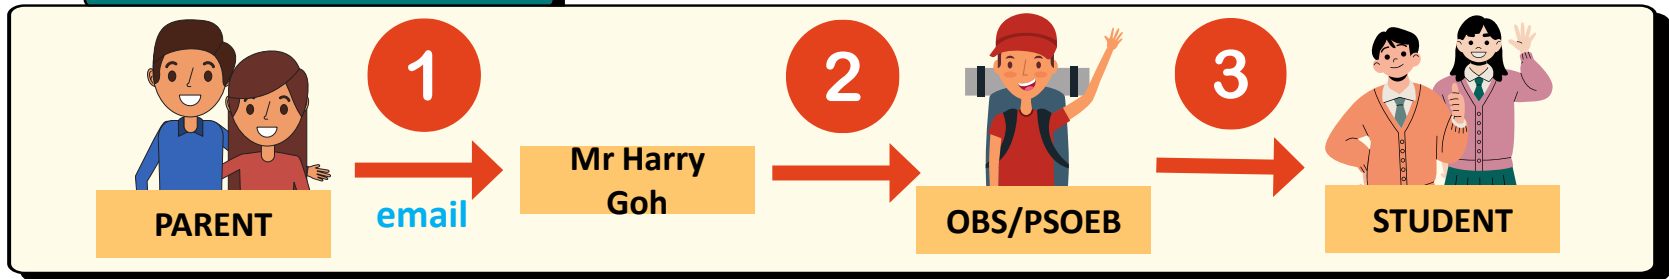 1
2
3
Mr Harry
Goh
PARENT
email
OBS/PSOEB
STUDENT